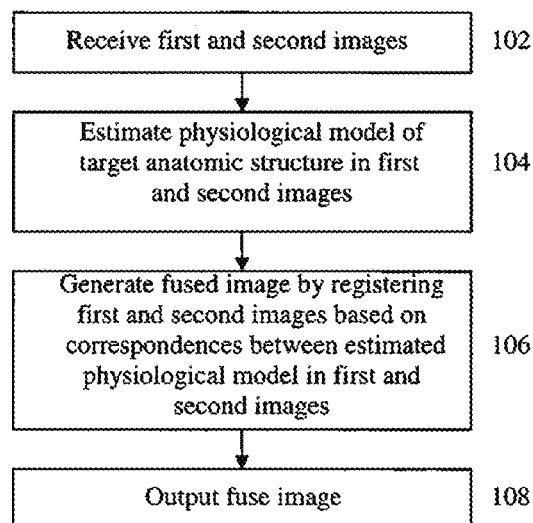 Receive first and second images 102
Estimate physiological model of
target anatomic structure in first 104
and second images
Generate fused image by registering
first and second images based on
correspondences between estimated 106
physiological model in first and
second images
Output fuse image 108